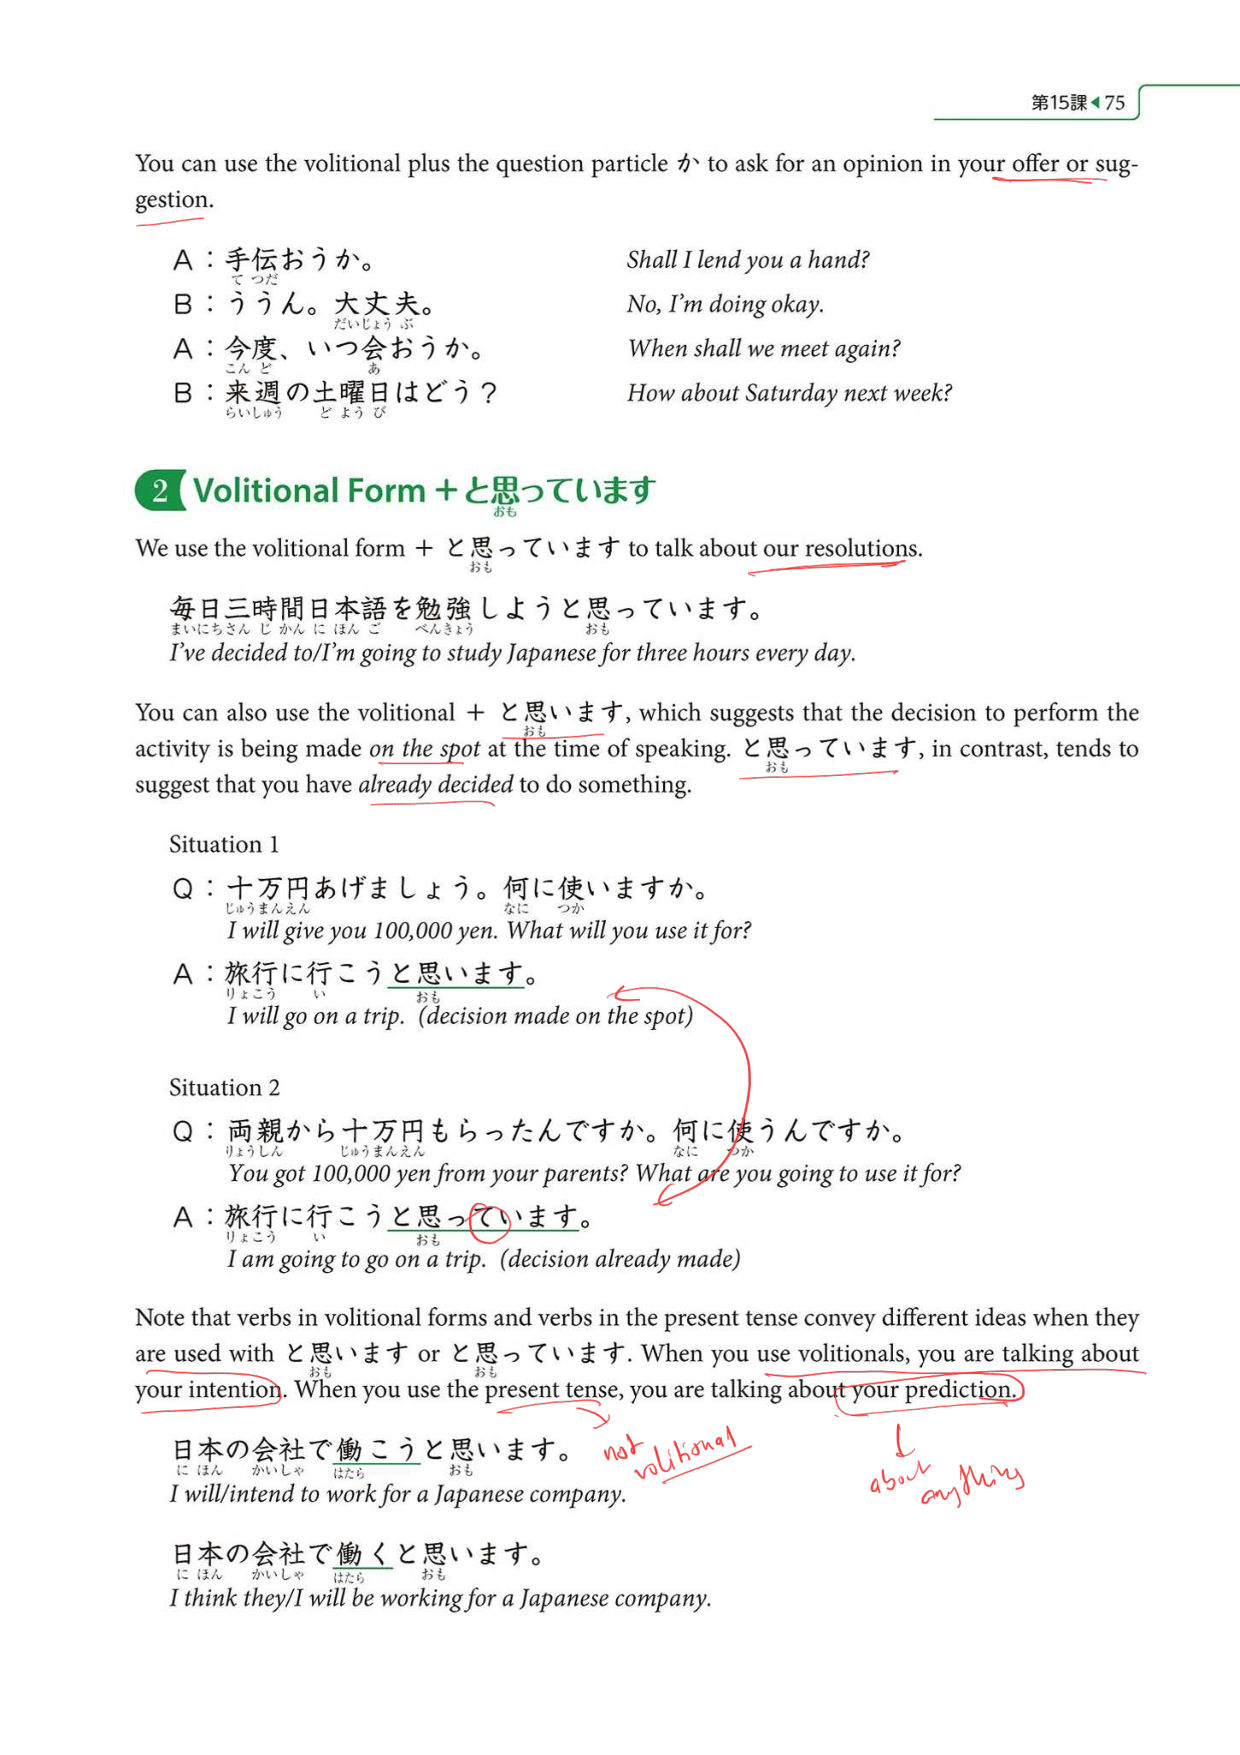 第15課 ◀ 75
You can use the volitional plus the question particle か to ask for an opinion in your offer or sug-
gestion.
A：手伝おうか。 Shall I lend you a hand?
てつだ
B：ううん。大丈夫。 No, I'm doing okay.
だいじょうぶ
A：今度、いつ会おうか。 When shall we meet again?
こんど あ
B：来週の土曜日はどう？ How about Saturday next week?
らいしゅう どようび
2 Volitional Form＋と思っています
おも
We use the volitional form ＋ と思っています to talk about our resolutions.
おも
毎日三時間日本語を勉強しようと思っています。
まいにちさんじかんにほんご べんきょう おも
I've decided to/I'm going to study Japanese for three hours every day.
You can also use the volitional ＋ と思います, which suggests that the decision to perform the
おも
activity is being made on the spot at the time of speaking. と思っています, in contrast, tends to
おも
suggest that you have already decided to do something.
Situation 1
Q：十万円あげましょう。何に使いますか。
じゅうまんえん なに つか
I will give you 100,000 yen. What will you use it for?
A：旅行に行こうと思います。
りょこう い おも
I will go on a trip. (decision made on the spot)
Situation 2
Q：両親から十万円もらったんですか。何に使うんですか。
りょうしん じゅうまんえん なに つか
You got 100,000 yen from your parents? What are you going to use it for?
A：旅行に行こうと思っています。
りょこう い おも
I am going to go on a trip. (decision already made)
Note that verbs in volitional forms and verbs in the present tense convey different ideas when they
are used with と思います or と思っています. When you use volitionals, you are talking about
おも おも
your intention. When you use the present tense, you are talking about your prediction.
not volitional
about anything
日本の会社で働こうと思います。
にほん かいしゃ はたら おも
I will/intend to work for a Japanese company.
日本の会社で働くと思います。
にほん かいしゃ はたら おも
I think they/I will be working for a Japanese company.